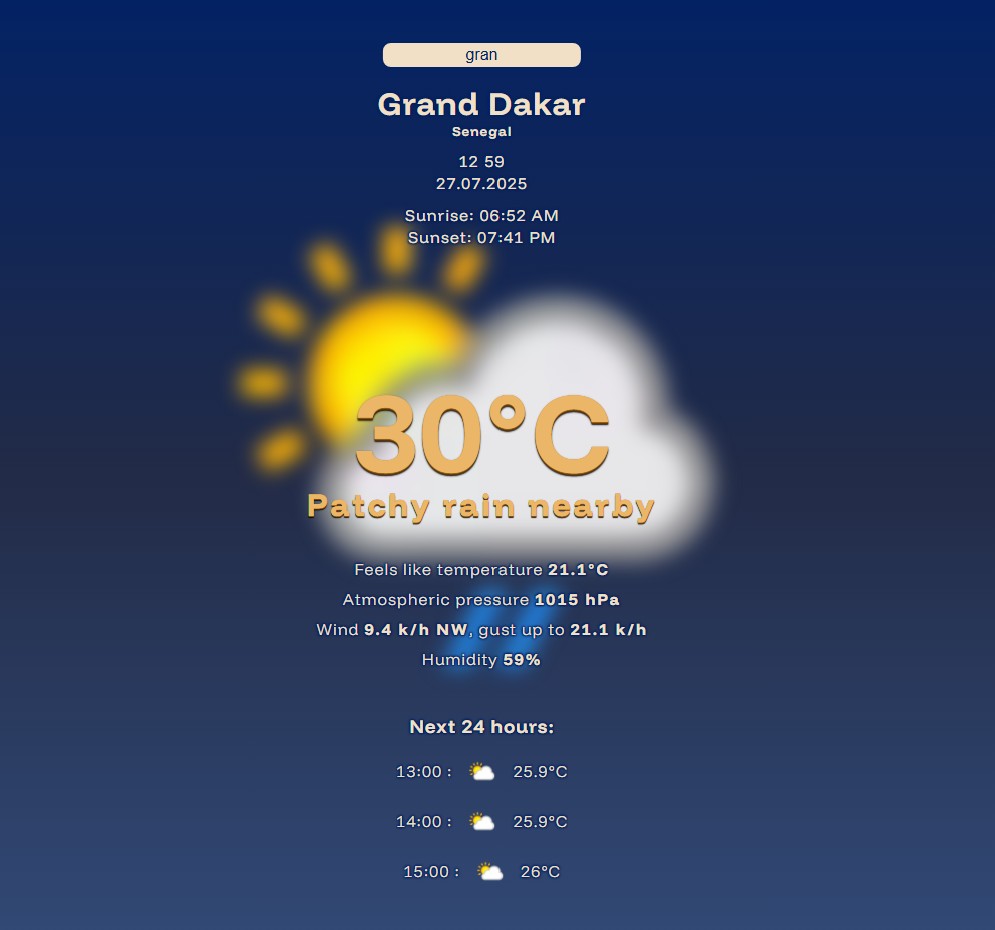 gran
Grand Dakar
Senegal
12 59
27.07.2025
Sunrise: 06:52 AM
Sunset: 07:41 PM
30°C
Patchy rain nearby
Feels like temperature 21.1°C
Atmospheric pressure 1015 hPa
Wind 9.4 k/h NW, gust up to 21.1 k/h
Humidity 59%
Next 24 hours:
13:00 : 25.9°C
14:00 : 25.9°C
15:00 : 26°C